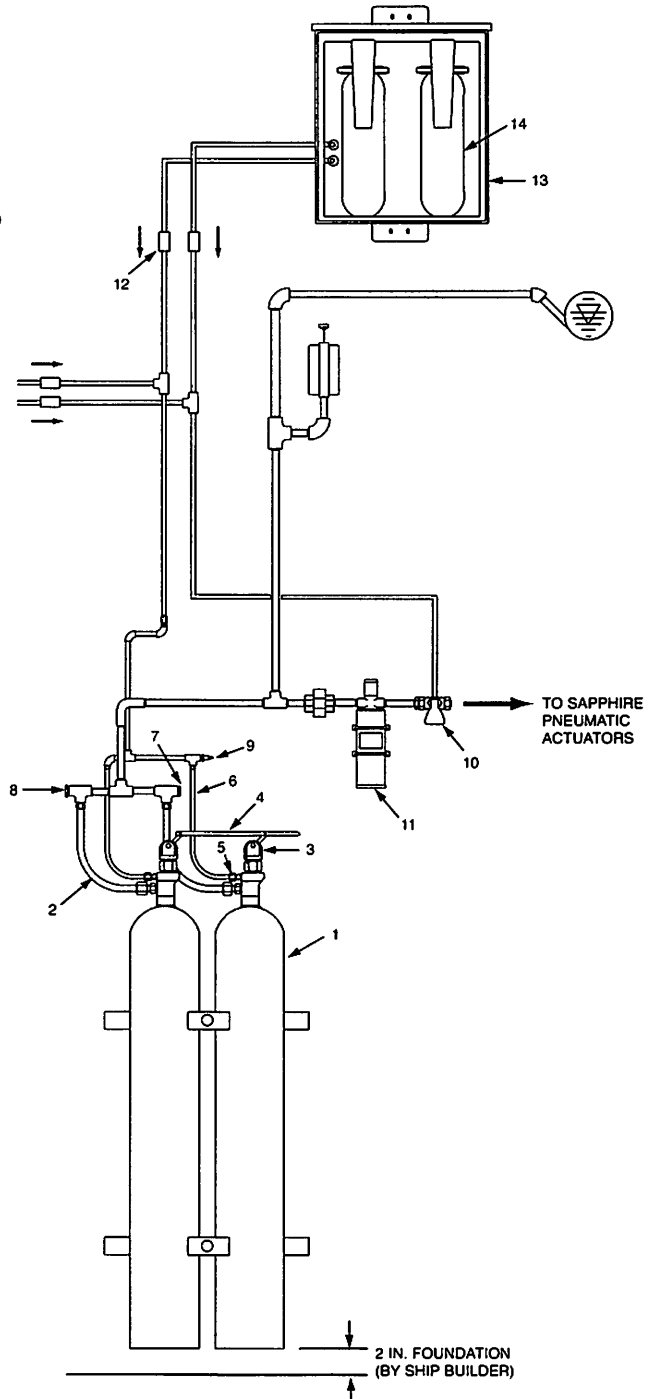 14
13
12
TO SAPPHIRE
PNEUMATIC
ACTUATORS
7
9
10
8
6
11
4
5
3
2
1
2 IN. FOUNDATION
(BY SHIP BUILDER)